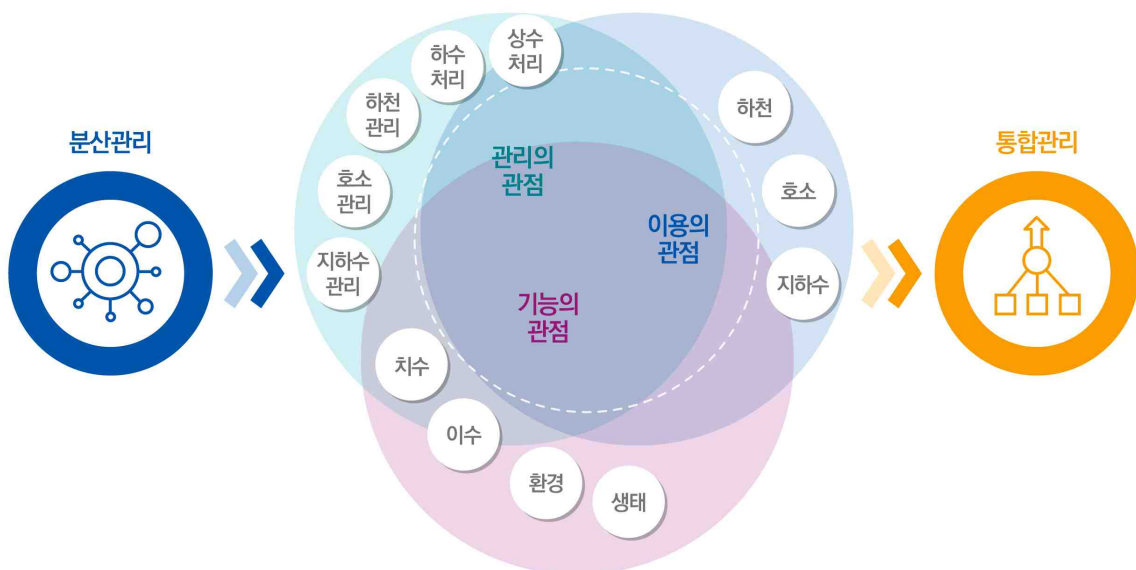 분산관리
상수
처리
하수
처리
하천
관리
호소
관리
지하수
관리
관리의
관점
이용의
관점
기능의
관점
하천
호소
지하수
치수
이수
환경
생태
통합관리